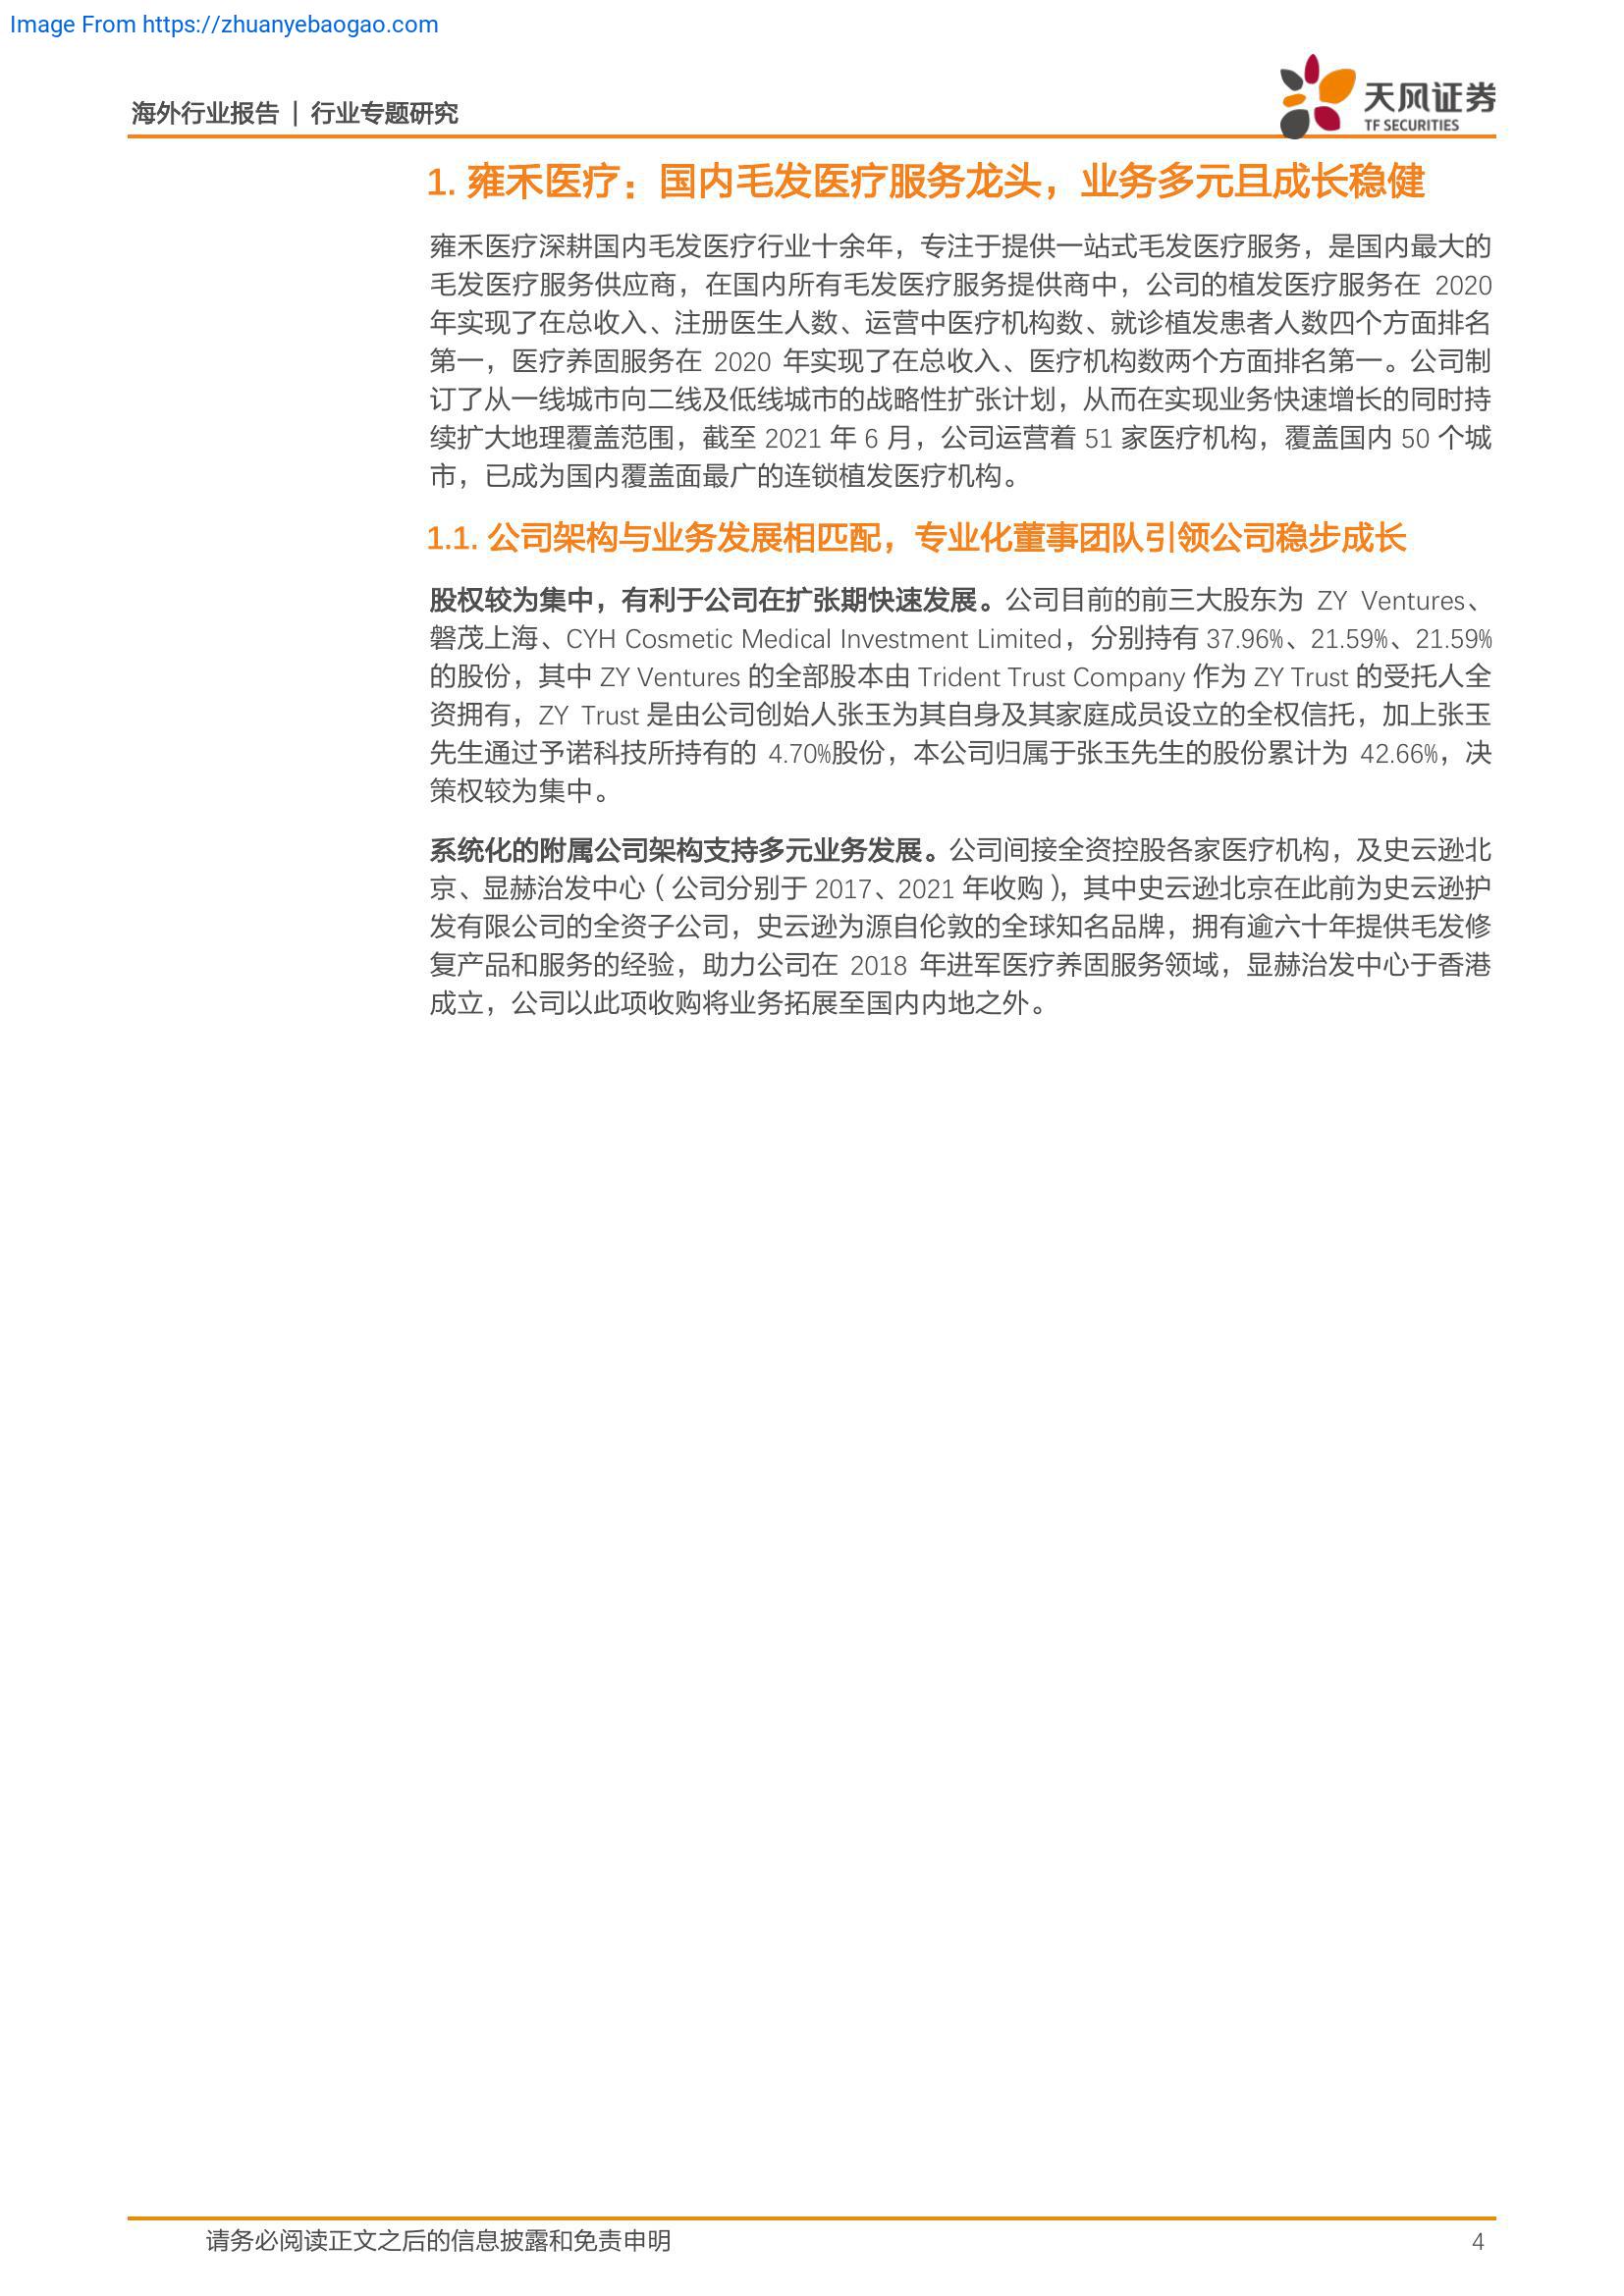 Image From https://zhuanyebaogao.com
海外行业报告 | 行业专题研究
天风证券
TF SECURITIES
1. 雍禾医疗：国内毛发医疗服务龙头，业务多元且成长稳健
雍禾医疗深耕国内毛发医疗行业十余年，专注于提供一站式毛发医疗服务，是国内最大的
毛发医疗服务供应商，在国内所有毛发医疗服务提供商中，公司的植发医疗服务在 2020
年实现了在总收入、注册医生人数、运营中医疗机构数、就诊植发患者人数四个方面排名
第一，医疗养固服务在 2020 年实现了在总收入、医疗机构数两个方面排名第一。公司制
订了从一线城市向二线及低线城市的战略性扩张计划，从而在实现业务快速增长的同时持
续扩大地理覆盖范围，截至 2021 年 6 月，公司运营着 51 家医疗机构，覆盖国内 50 个城
市，已成为国内覆盖面最广的连锁植发医疗机构。
1.1. 公司架构与业务发展相匹配，专业化董事团队引领公司稳步成长
股权较为集中，有利于公司在扩张期快速发展。公司目前的前三大股东为 ZY Ventures、
磐茂上海、CYH Cosmetic Medical Investment Limited，分别持有 37.96%、21.59%、21.59%
的股份，其中 ZY Ventures 的全部股本由 Trident Trust Company 作为 ZY Trust 的受托人全
资拥有，ZY Trust 是由公司创始人张玉为其自身及其家庭成员设立的全权信托，加上张玉
先生通过予诺科技所持有的 4.70%股份，本公司归属于张玉先生的股份累计为 42.66%，决
策权较为集中。
系统化的附属公司架构支持多元业务发展。公司间接全资控股各家医疗机构，及史云逊北
京、显赫治发中心（公司分别于 2017、2021 年收购），其中史云逊北京在此前为史云逊护
发有限公司的全资子公司，史云逊为源自伦敦的全球知名品牌，拥有逾六十年提供毛发修
复产品和服务的经验，助力公司在 2018 年进军医疗养固服务领域，显赫治发中心于香港
成立，公司以此项收购将业务拓展至国内内地之外。
请务必阅读正文之后的信息披露和免责申明
4